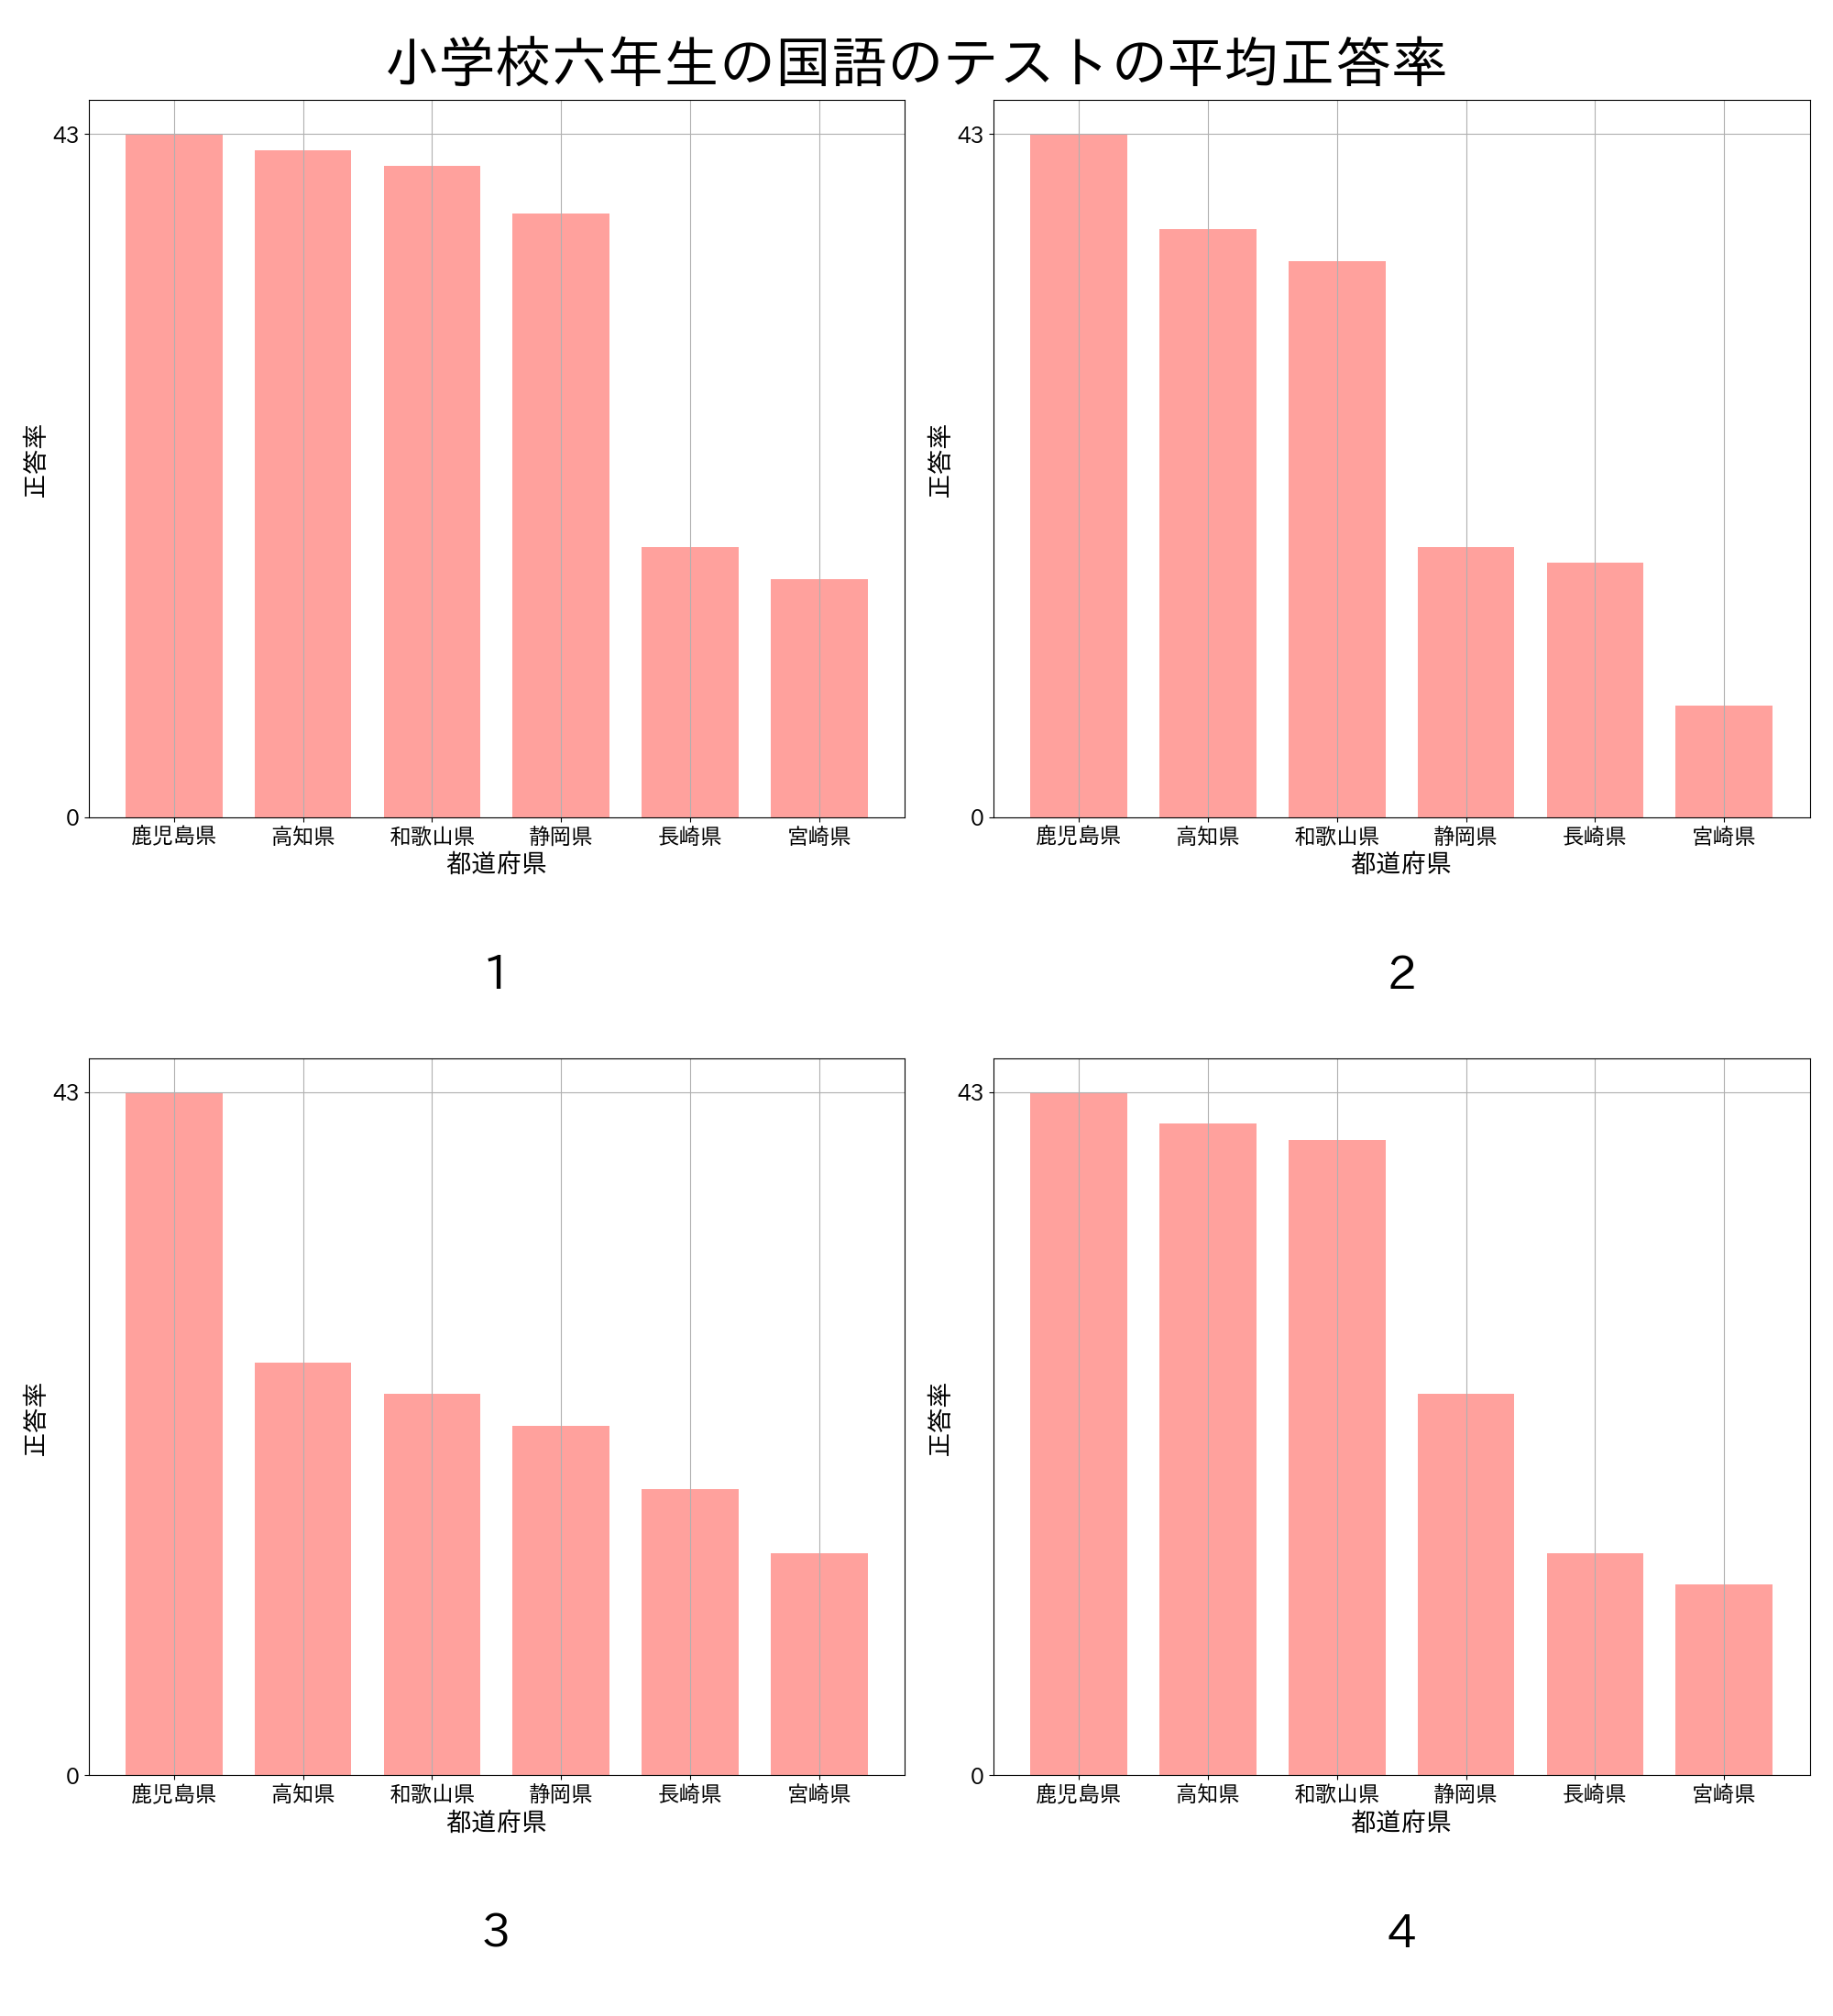 小学校六年生の国語のテストの平均正答率
43
0
正答率
鹿児島県 高知県 和歌山県 静岡県 長崎県 宮崎県
都道府県
1
43
0
正答率
鹿児島県 高知県 和歌山県 静岡県 長崎県 宮崎県
都道府県
2
43
0
正答率
鹿児島県 高知県 和歌山県 静岡県 長崎県 宮崎県
都道府県
3
43
0
正答率
鹿児島県 高知県 和歌山県 静岡県 長崎県 宮崎県
都道府県
4